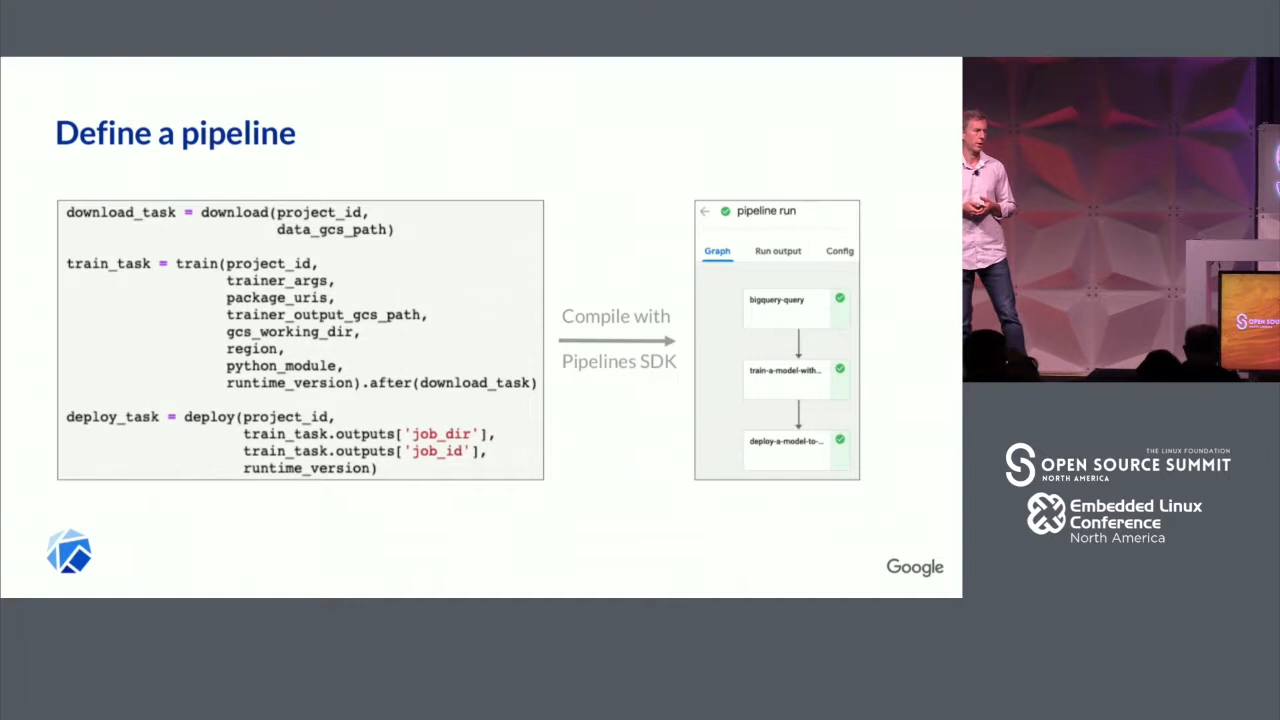 Define a pipeline
download_task = download(project_id,
data_gcs_path)
train_task = train(project_id,
trainer_args,
package_uris,
trainer_output_gcs_path,
gcs_working_dir,
region,
python_module,
runtime_version).after(download_task)
deploy_task = deploy(project_id,
train_task.outputs['job_dir'],
train_task.outputs['job_id'],
runtime_version)
Compile with
Pipelines SDK
pipeline run
Graph Run output Config
bigquery-query
train-a-model-with...
deploy-a-model-to-...
Google
THE LINUX FOUNDATION
OPEN SOURCE SUMMIT
NORTH AMERICA
Embedded Linux
Conference
North America